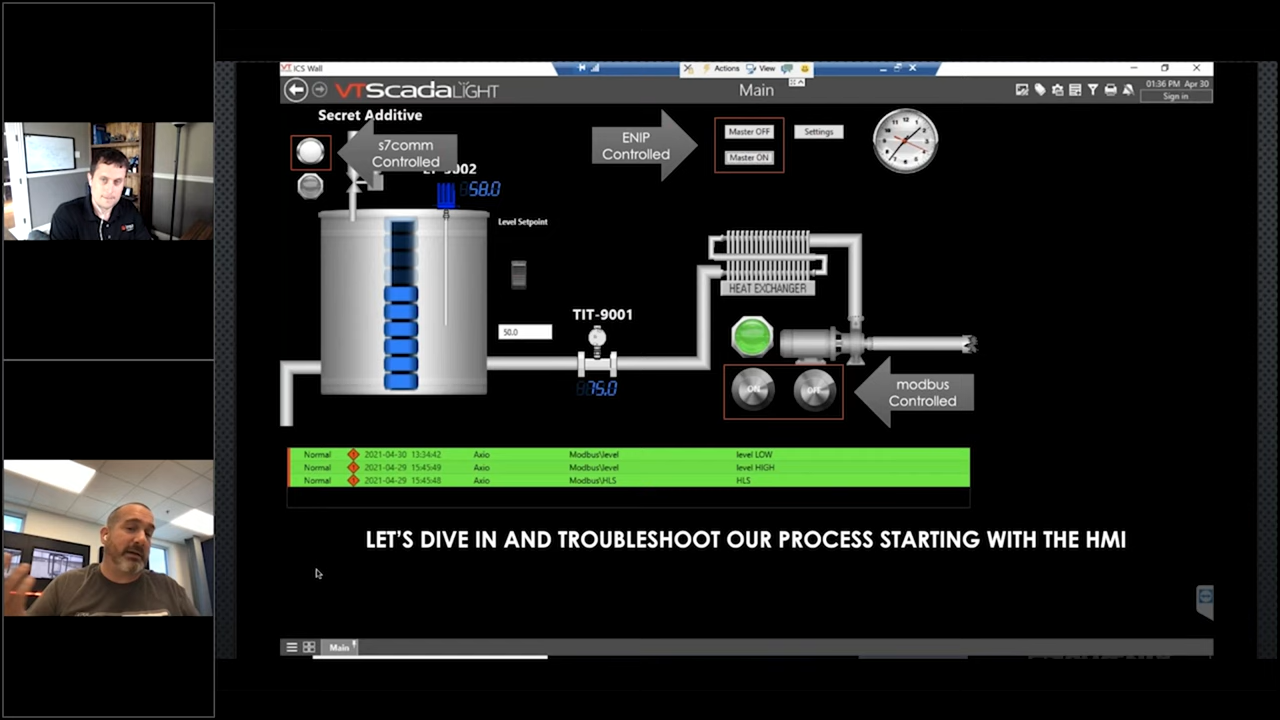 VT ICS Wall
Actions
View
VTScadaLIGHT
Main
01:36 PM Apr 30
Sign in
Secret Additive
s7comm
Controlled
ENIP
Controlled
Master OFF
Master ON
Settings
58.0
Level Setpoint
HEAT EXCHANGER
TIT-9001
50.0
75.0
ON
OFF
modbus
Controlled
Normal 2021-04-30 13:34:42 Axio Modbus\level level LOW
Normal 2021-04-29 15:45:49 Axio Modbus\level level HIGH
Normal 2021-04-29 15:45:48 Axio Modbus\HLS HLS
LET'S DIVE IN AND TROUBLESHOOT OUR PROCESS STARTING WITH THE HMI
Main